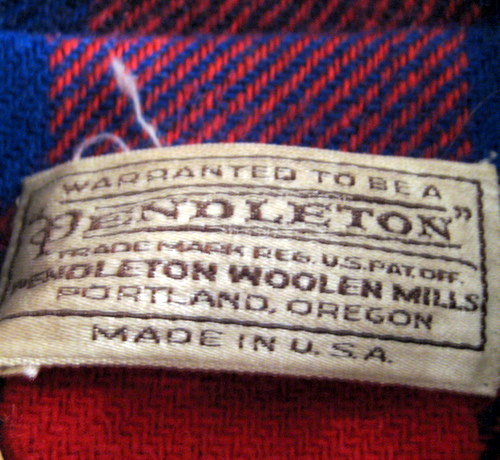 WARRANTED TO BE A
"PENDLETON"
TRADE MARK REG. U.S. PAT. OFF.
PENDLETON WOOLEN MILLS
PORTLAND, OREGON
MADE IN U.S.A.